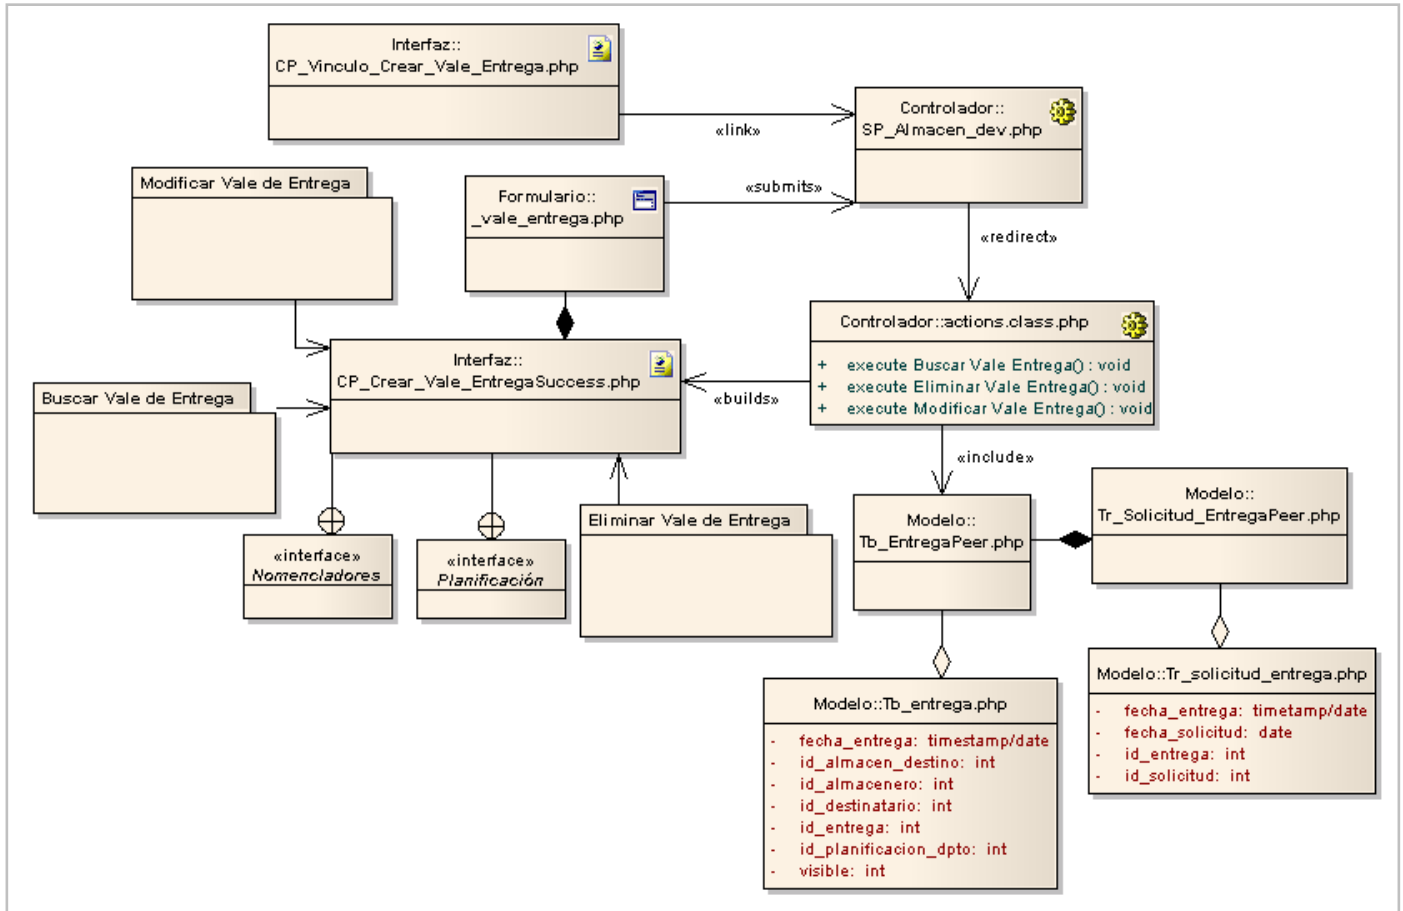 Interfaz::
CP_Vinculo_Crear_Vale_Entrega.php
«link»
Controlador::
SP_Almacen_dev.php
Modificar Vale de Entrega
Formulario::
_vale_entrega.php
«submits»
«redirect»
Controlador::actions.class.php
+ execute Buscar Vale Entrega() : void
+ execute Eliminar Vale Entrega() : void
+ execute Modificar Vale Entrega() : void
Interfaz::
CP_Crear_Vale_EntregaSuccess.php
«builds»
Buscar Vale de Entrega
«include»
«interface»
Nomencladores
«interface»
Planificación
Eliminar Vale de Entrega
Modelo::
Tb_EntregaPeer.php
Modelo::
Tr_Solicitud_EntregaPeer.php
Modelo::Tb_entrega.php
- fecha_entrega: timestamp/date
- id_almacen_destino: int
- id_almacenero: int
- id_destinatario: int
- id_entrega: int
- id_planificacion_dpto: int
- visible: int
Modelo::Tr_solicitud_entrega.php
- fecha_entrega: timetamp/date
- fecha_solicitud: date
- id_entrega: int
- id_solicitud: int